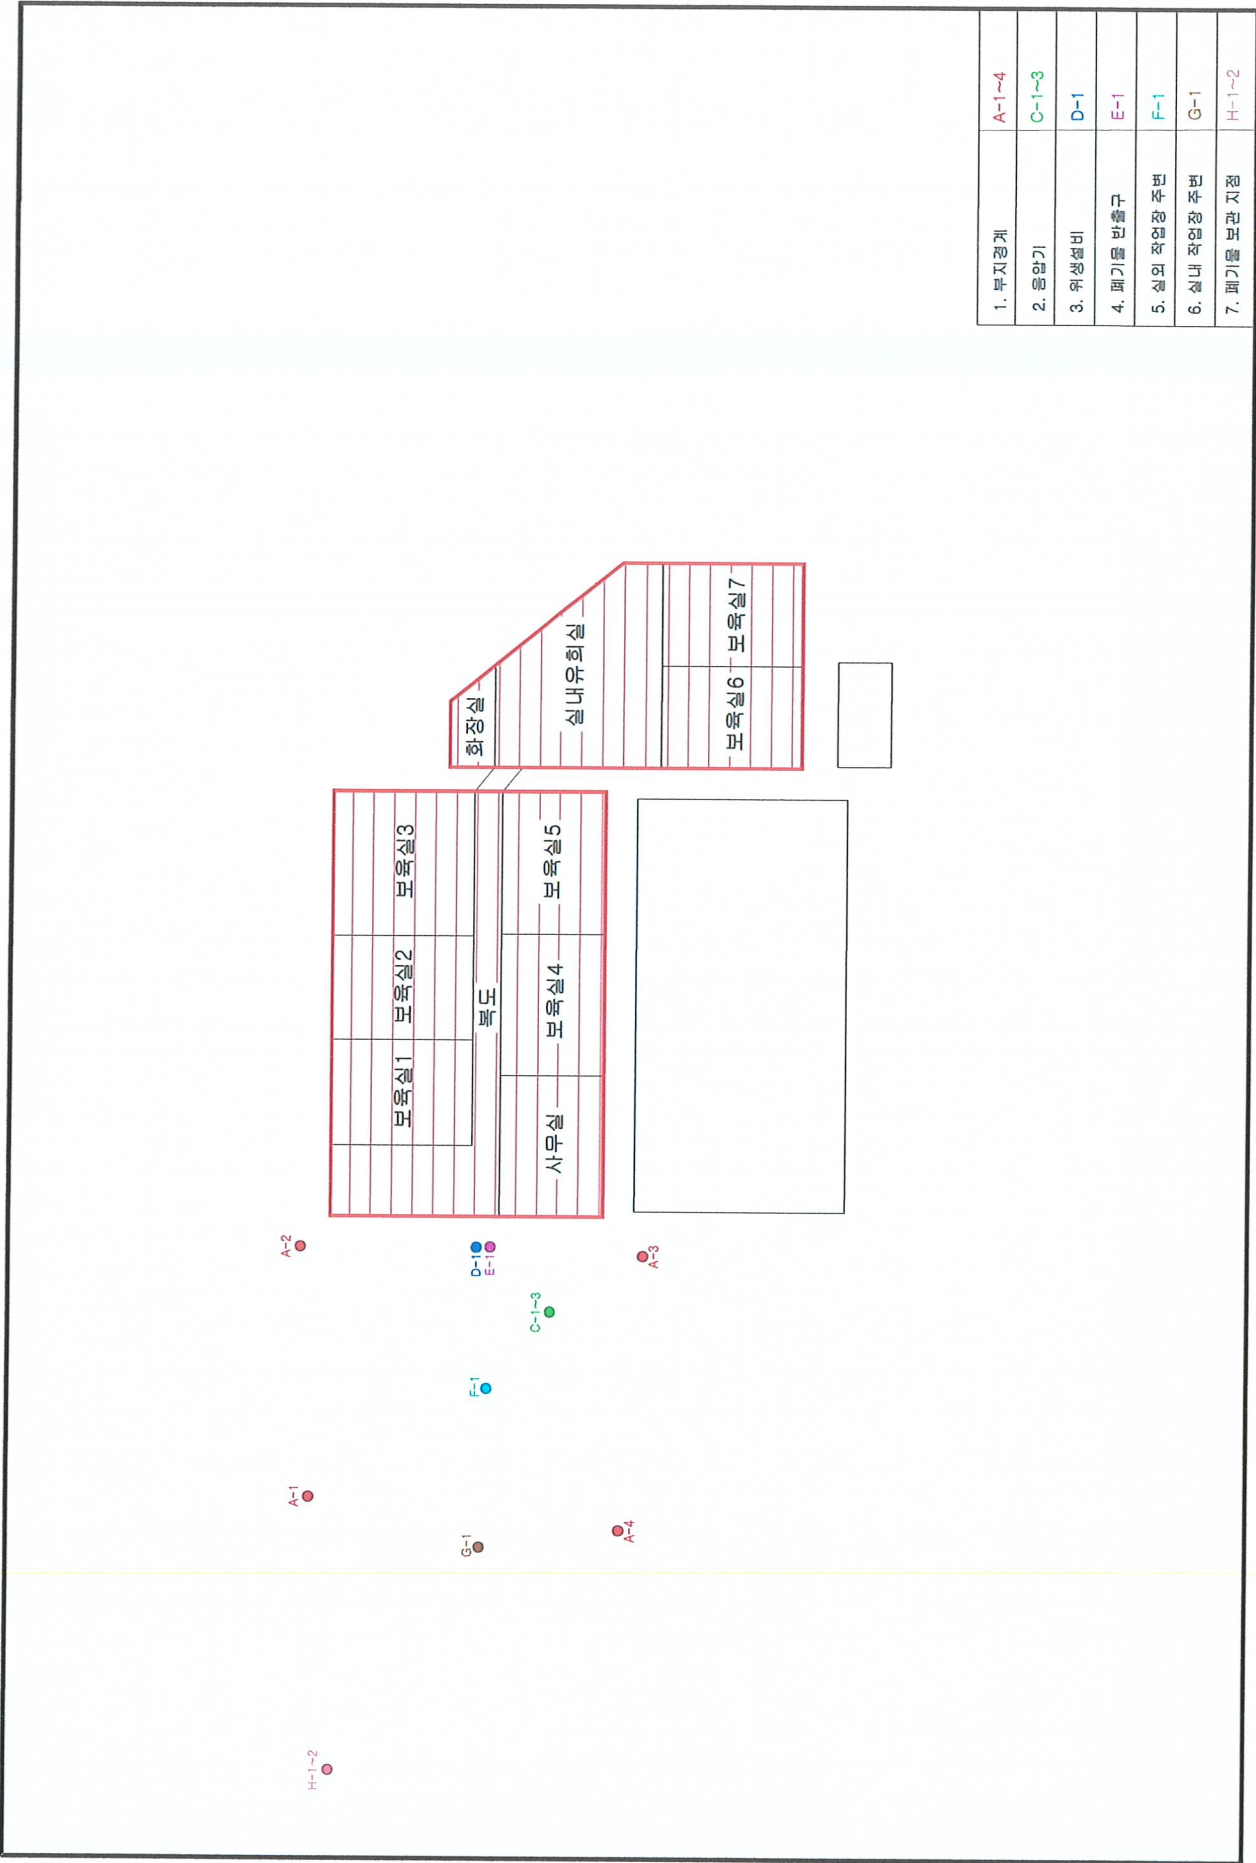 A-2
A-1
H-1~2
보육실1
보육실2
보육실3
G-1
F-1
D-1
E-1
복도
화장실
C-1~3
사무실
보육실4
보육실5
실내유희실
A-4
A-3
보육실6
보육실7
1. 부지경계 A-1~4
2. 음압기 C-1~3
3. 위생설비 D-1
4. 폐기물 반출구 E-1
5. 실외 작업장 주변 F-1
6. 실내 작업장 주변 G-1
7. 폐기물 보관 지점 H-1~2